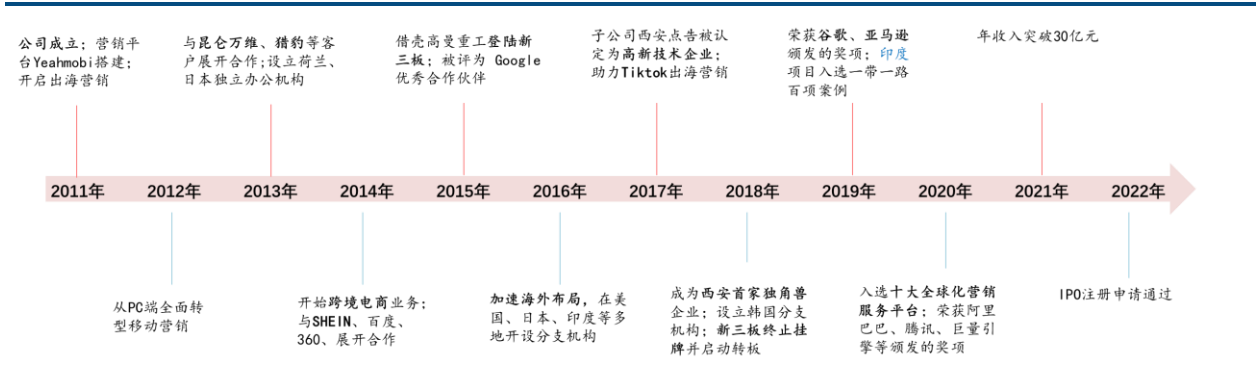 公司成立；营销平
台Yeahmobi搭建；
开启出海营销
与昆仑万维、猎豹等客
户展开合作;设立荷兰、
日本独立办公机构
借壳高曼重工登陆新
三板；被评为 Google
优秀合作伙伴
子公司西安点告被认
定为高新技术企业；
助力Tiktok出海营销
荣获谷歌、亚马逊
颁发的奖项；印度
项目入选一带一路
百项案例
年收入突破30亿元
2011年
2012年
2013年
2014年
2015年
2016年
2017年
2018年
2019年
2020年
2021年
2022年
从PC端全面转
型移动营销
开始跨境电商业务；
与SHEIN、百度、
360、展开合作
加速海外布局，在美
国、日本、印度等多
地开设分支机构
成为西安首家独角兽
企业；设立韩国分支
机构；新三板终止挂
牌并启动转板
入选十大全球化营销
服务平台；荣获阿里
巴巴、腾讯、巨量引
擎等颁发的奖项
IPO注册申请通过